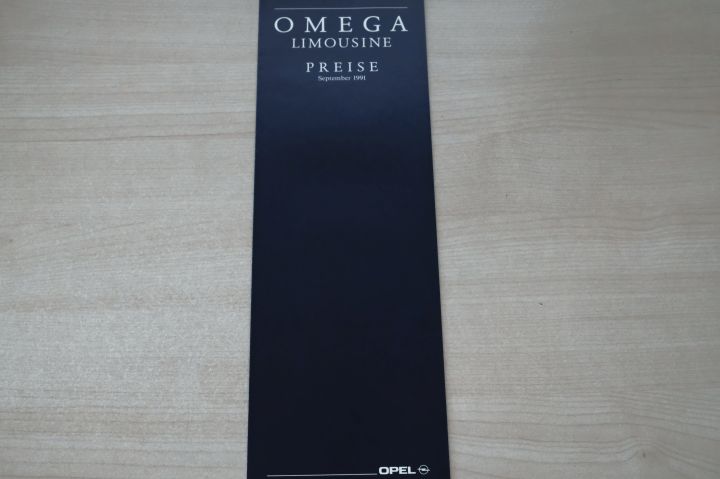 OMEGA
LIMOUSINE
PREISE
September 1991
OPEL